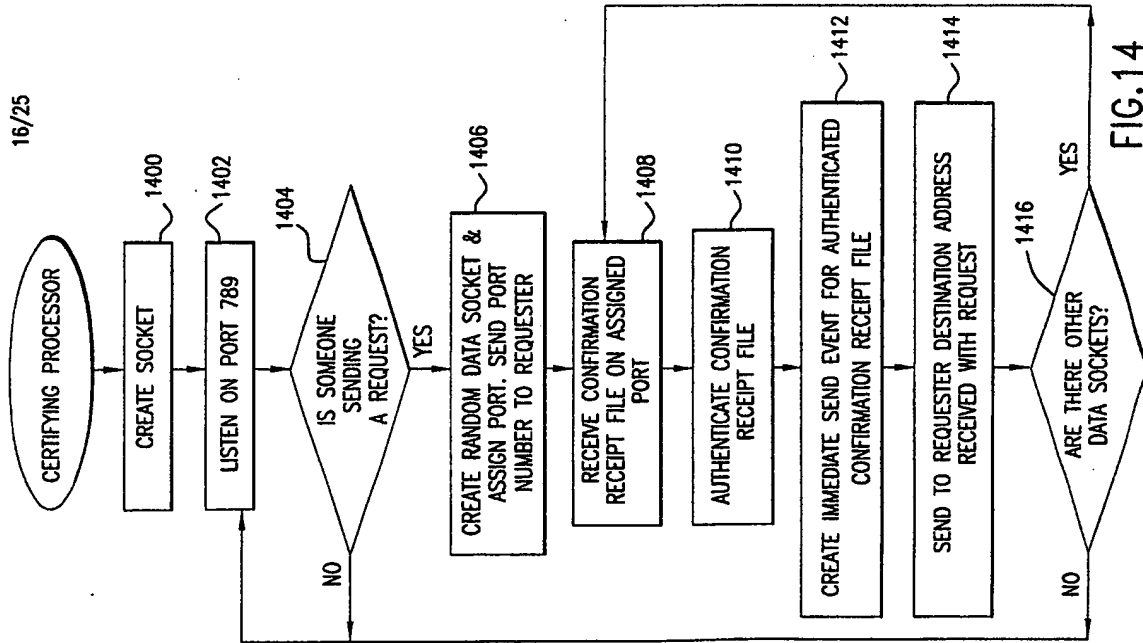 16/25
CERTIFYING PROCESSOR
CREATE SOCKET
1400
LISTEN ON PORT 789
1402
IS SOMEONE
SENDING
A REQUEST?
1404
NO
YES
CREATE RANDOM DATA SOCKET &
ASSIGN PORT. SEND PORT
NUMBER TO REQUESTER
1406
RECEIVE CONFIRMATION
RECEIPT FILE ON ASSIGNED
PORT
1408
AUTHENTICATE CONFIRMATION
RECEIPT FILE
1410
CREATE IMMEDIATE SEND EVENT FOR AUTHENTICATED
CONFIRMATION RECEIPT FILE
1412
SEND TO REQUESTER DESTINATION ADDRESS
RECEIVED WITH REQUEST
1414
ARE THERE OTHER
DATA SOCKETS?
1416
NO
YES
FIG.14